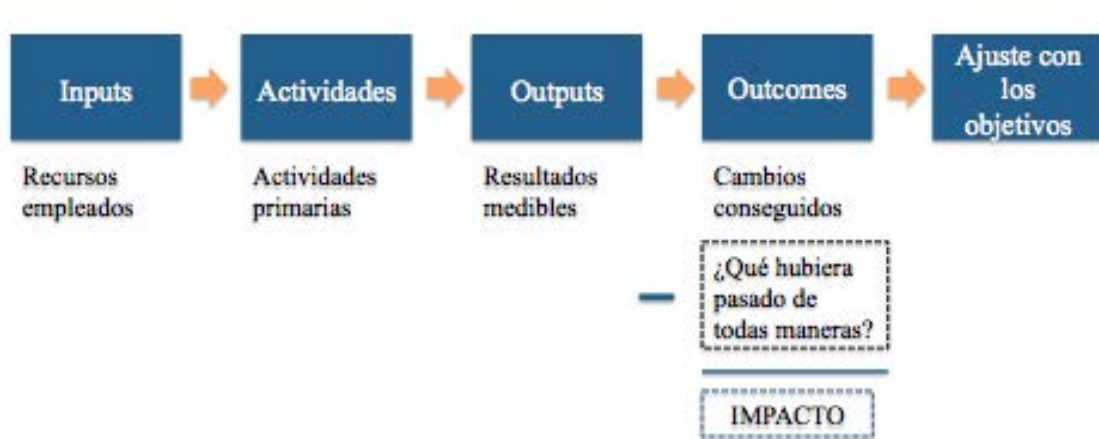 Inputs
Actividades
Outputs
Outcomes
Ajuste con
los
objetivos
Recursos
empleados
Actividades
primarias
Resultados
medibles
Cambios
conseguidos
¿Qué hubiera
pasado de
todas maneras?
IMPACTO